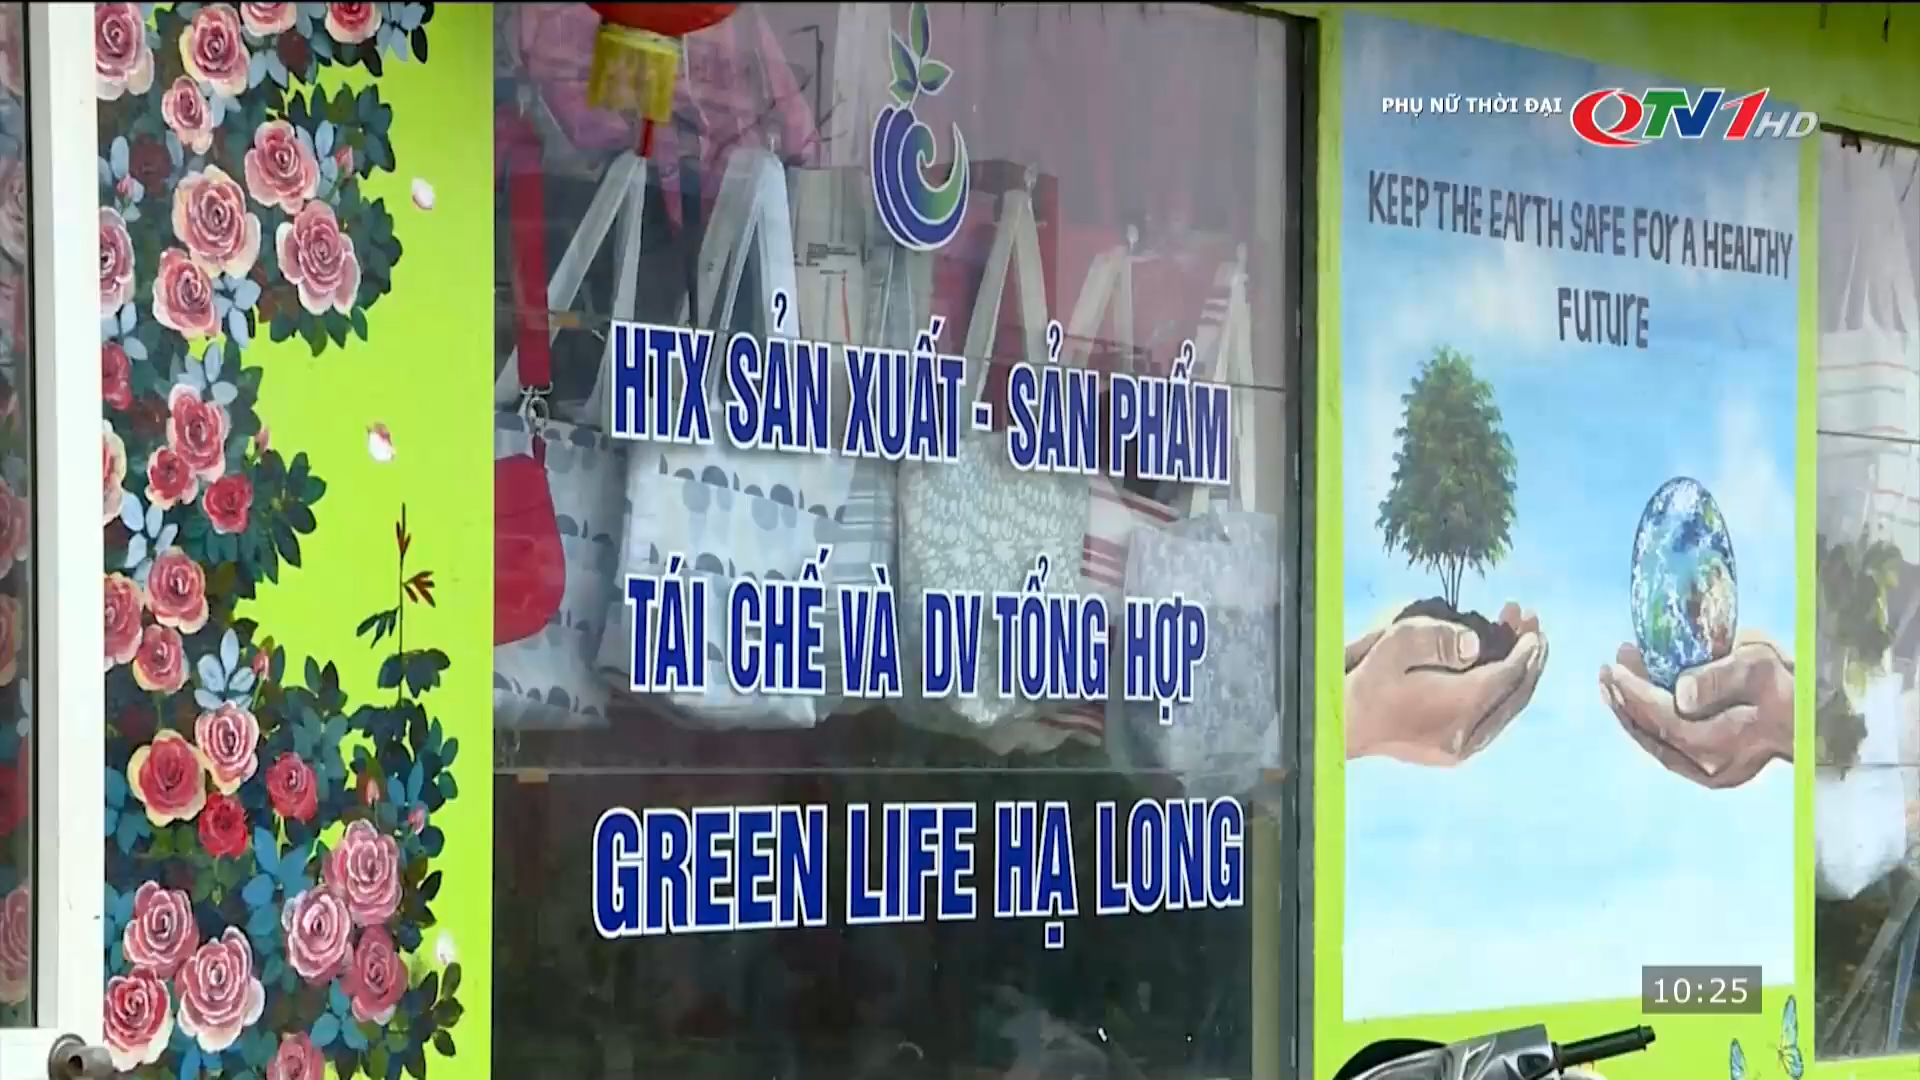 PHỤ NỮ THỜI ĐẠI QTV1HD
HTX SẢN XUẤT - SẢN PHẨM
TÁI CHẾ VÀ DV TỔNG HỢP
GREEN LIFE HẠ LONG
KEEP THE EArTH SAFE FOr A HEALTHY
FUTUrE
10:25